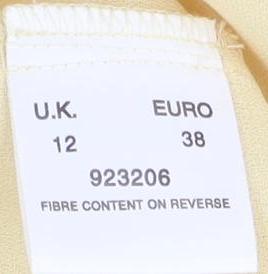 U.K. EURO
12 38
923206
FIBRE CONTENT ON REVERSE